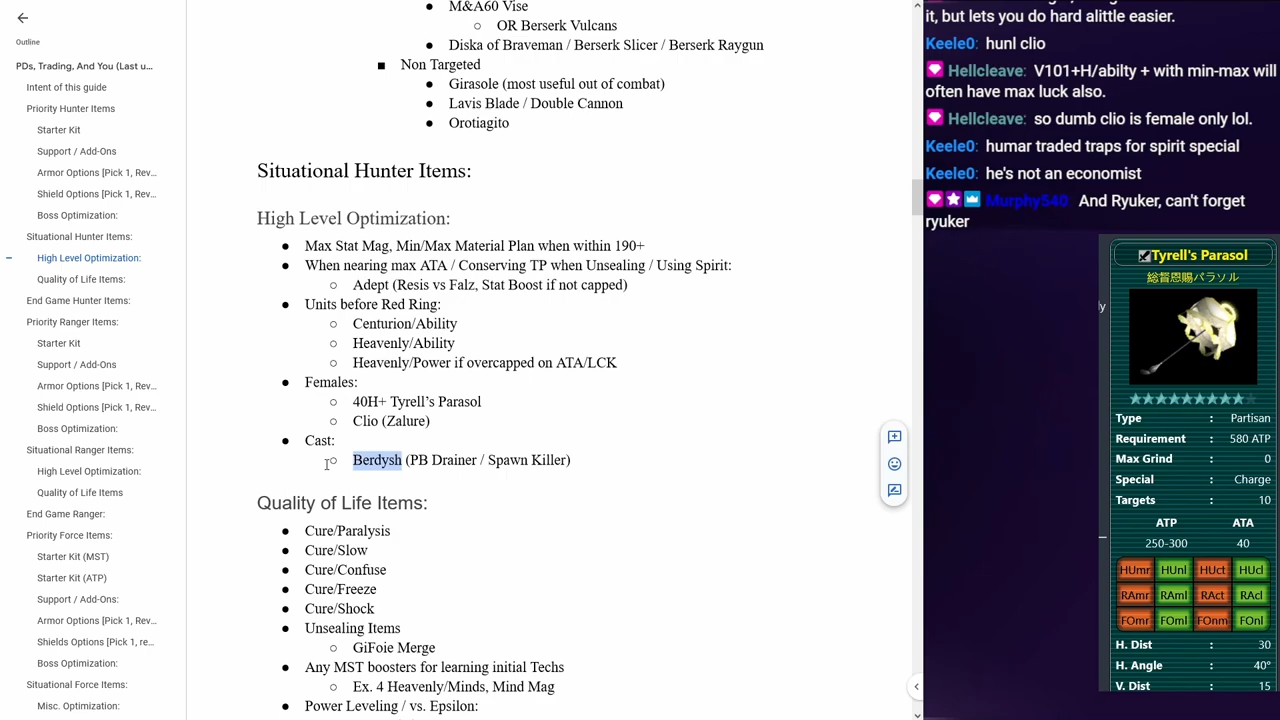 Outline
PDs, Trading, And You (Last u...
Intent of this guide
Priority Hunter Items
Starter Kit
Support / Add-Ons
Armor Options [Pick 1, Rev...
Shield Options [Pick 1, Rev...
Boss Optimization:
Situational Hunter Items:
High Level Optimization:
Quality of Life Items:
End Game Hunter Items:
Priority Ranger Items:
Starter Kit
Support / Add-Ons
Armor Options [Pick 1, Rev...
Shield Options [Pick 1, Rev...
Boss Optimization:
Situational Ranger Items:
High Level Optimization:
Quality of Life Items
End Game Ranger:
Priority Force Items:
Starter Kit (MST)
Starter Kit (ATP)
Support / Add-Ons:
Armor Options [Pick 1, Rev...
Shields Options [Pick 1, re...
Boss Optimization:
Situational Force Items:
Misc. Optimization:
M&A60 Vise
OR Berserk Vulcans
Diska of Braveman / Berserk Slicer / Berserk Raygun
Non Targeted
Girasole (most useful out of combat)
Lavis Blade / Double Cannon
Orotiagito
Situational Hunter Items:
High Level Optimization:
Max Stat Mag, Min/Max Material Plan when within 190+
When nearing max ATA / Conserving TP when Unsealing / Using Spirit:
Adept (Resis vs Falz, Stat Boost if not capped)
Units before Red Ring:
Centurion/Ability
Heavenly/Ability
Heavenly/Power if overcapped on ATA/LCK
Females:
40H+ Tyrell's Parasol
Clio (Zalure)
Cast:
Berdysh (PB Drainer / Spawn Killer)
Quality of Life Items:
Cure/Paralysis
Cure/Slow
Cure/Confuse
Cure/Freeze
Cure/Shock
Unsealing Items
GiFoie Merge
Any MST boosters for learning initial Techs
Ex. 4 Heavenly/Minds, Mind Mag
Power Leveling / vs. Epsilon:
it, but lets you do hard alittle easier.
Keele0: hunl clio
Hellcleave: V101+H/abilty + with min-max will
often have max luck also.
Hellcleave: so dumb clio is female only lol.
Keele0: humar traded traps for spirit special
Keele0: he's not an economist
Murphy540: And Ryuker, can't forget
ryuker
Tyrell's Parasol
総督恩賜パラソル
Type : Partisan
Requirement : 580 ATP
Max Grind : 0
Special : Charge
Targets : 10
ATP ATA
250-300 40
HUmr HUnl HUct HUcl
RAmr RAml RAct RAcl
FOmr FOml FOnm FOnl
H. Dist : 30
H. Angle : 40°
V. Dist : 15